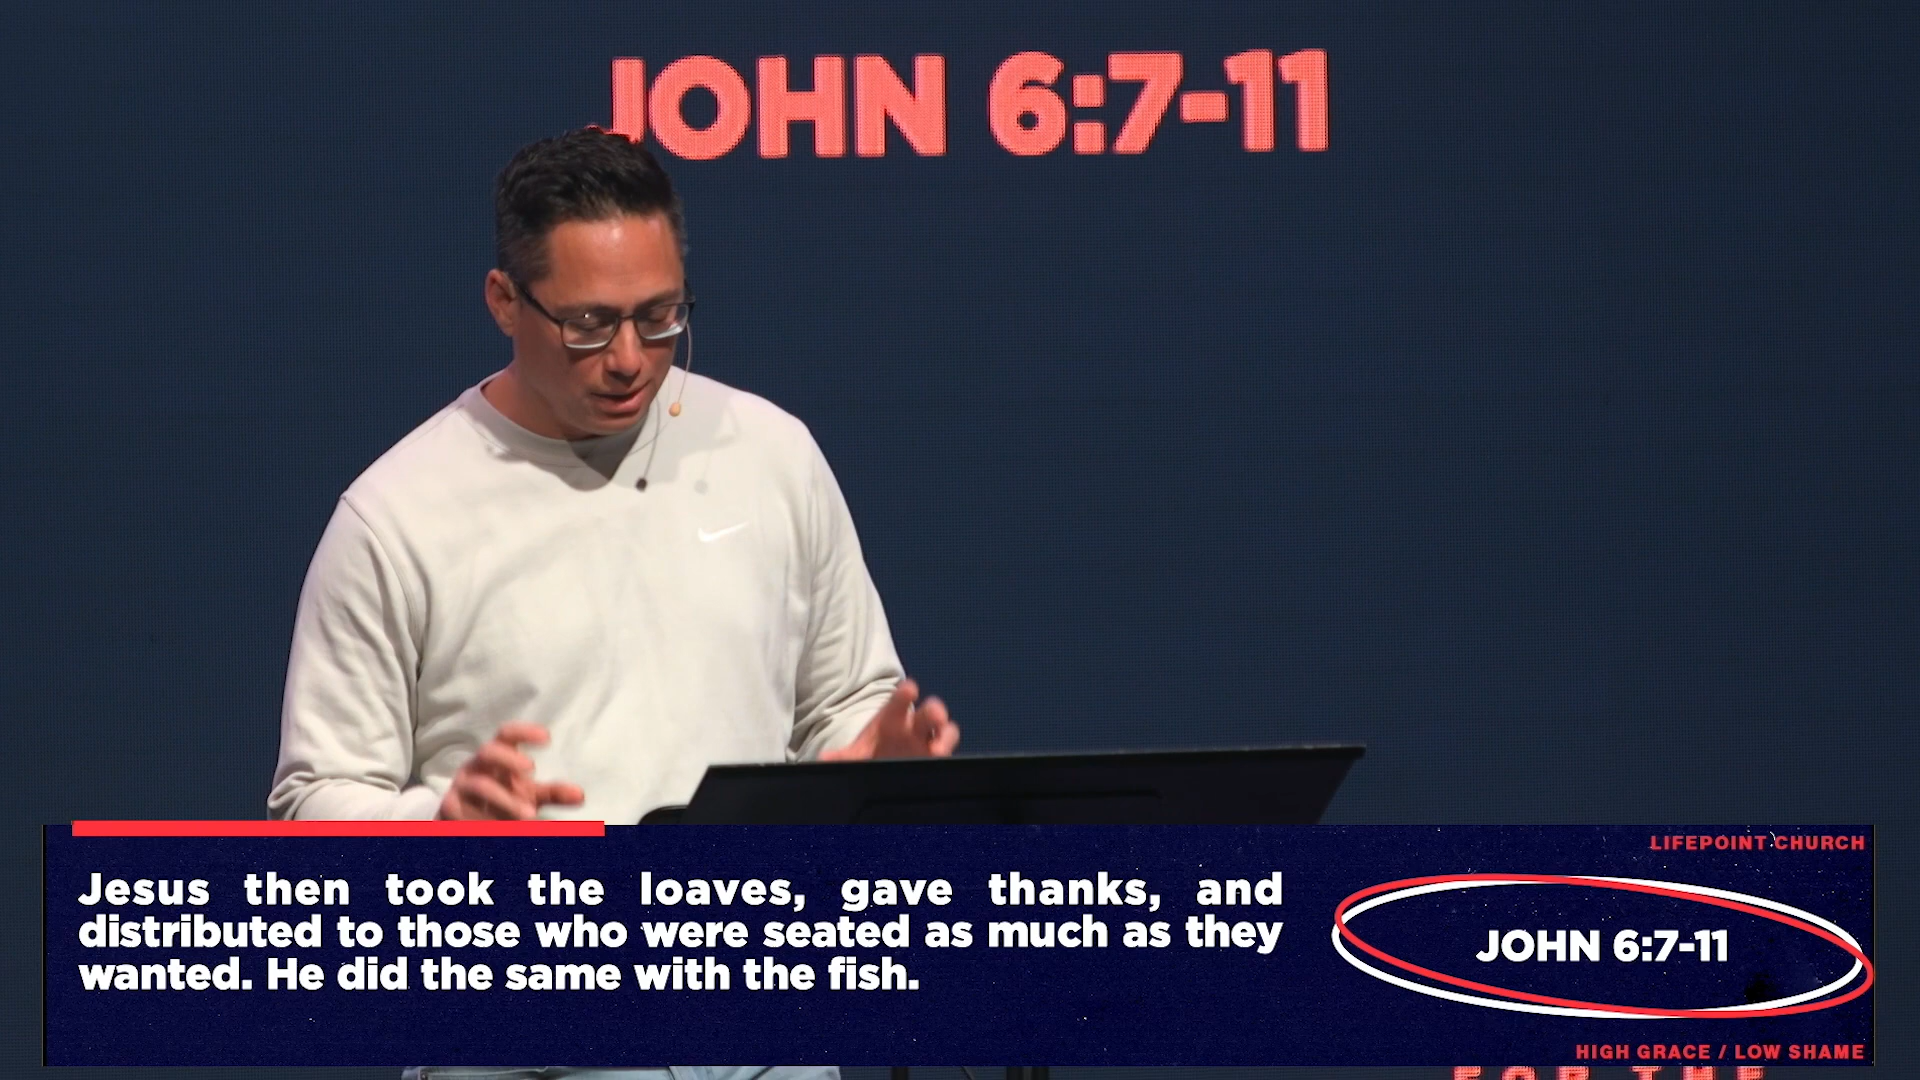 JOHN 6:7-11
LIFEPOINT CHURCH
Jesus then took the loaves, gave thanks, and
distributed to those who were seated as much as they
wanted. He did the same with the fish.
JOHN 6:7-11
HIGH GRACE / LOW SHAME
FOR THE